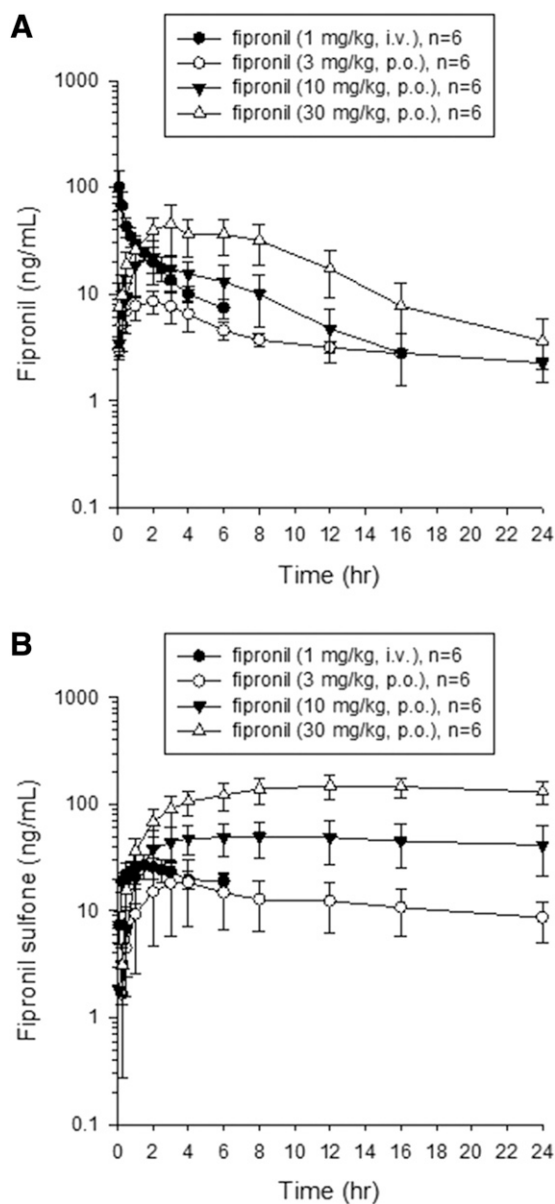 A
fipronil (1 mg/kg, i.v.), n=6
fipronil (3 mg/kg, p.o.), n=6
fipronil (10 mg/kg, p.o.), n=6
fipronil (30 mg/kg, p.o.), n=6
1000
100
10
1
0.1
Fipronil (ng/mL)
0 2 4 6 8 10 12 14 16 18 20 22 24
Time (hr)
B
fipronil (1 mg/kg, i.v.), n=6
fipronil (3 mg/kg, p.o.), n=6
fipronil (10 mg/kg, p.o.), n=6
fipronil (30 mg/kg, p.o.), n=6
1000
100
10
1
0.1
Fipronil sulfone (ng/mL)
0 2 4 6 8 10 12 14 16 18 20 22 24
Time (hr)